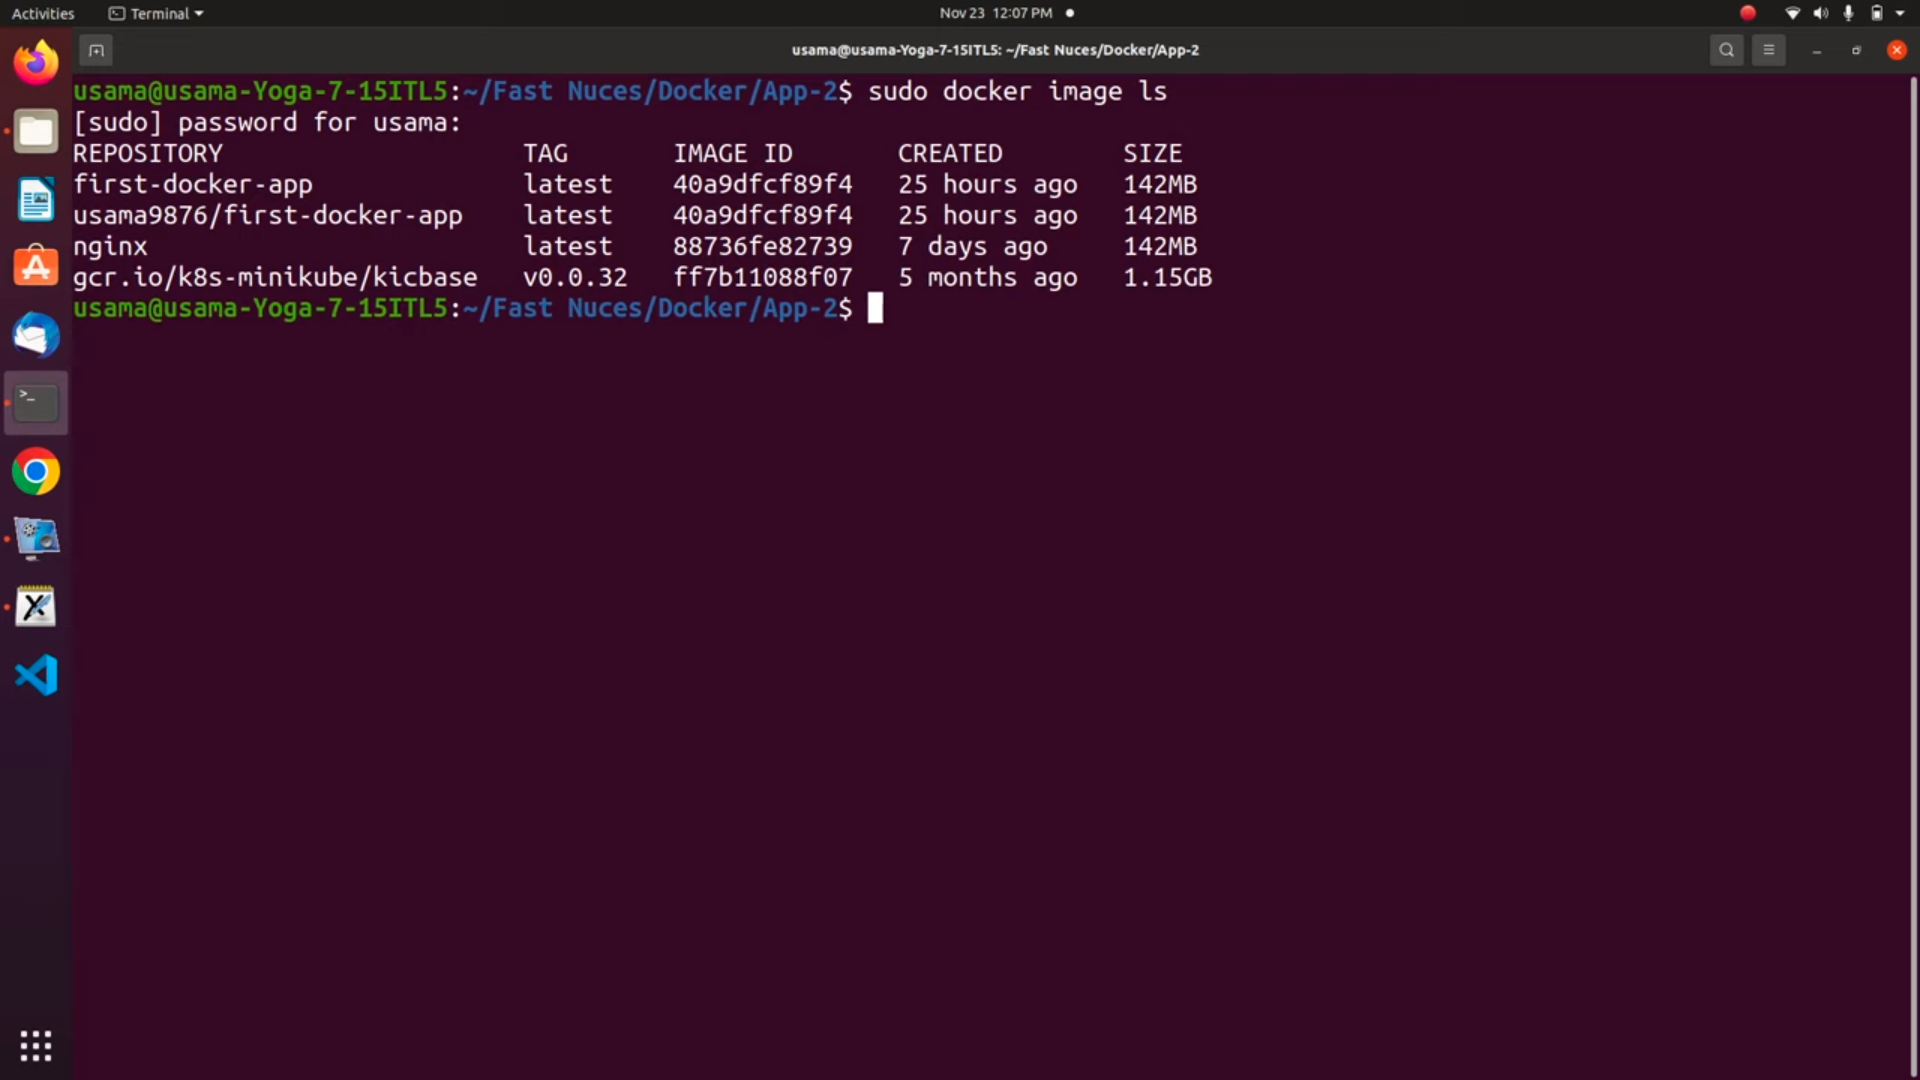 Activities Terminal Nov 23 12:07 PM
usama@usama-Yoga-7-15ITL5: ~/Fast Nuces/Docker/App-2
usama@usama-Yoga-7-15ITL5:~/Fast Nuces/Docker/App-2$ sudo docker image ls
[sudo] password for usama:
REPOSITORY TAG IMAGE ID CREATED SIZE
first-docker-app latest 40a9dfcf89f4 25 hours ago 142MB
usama9876/first-docker-app latest 40a9dfcf89f4 25 hours ago 142MB
nginx latest 88736fe82739 7 days ago 142MB
gcr.io/k8s-minikube/kicbase v0.0.32 ff7b11088f07 5 months ago 1.15GB
usama@usama-Yoga-7-15ITL5:~/Fast Nuces/Docker/App-2$